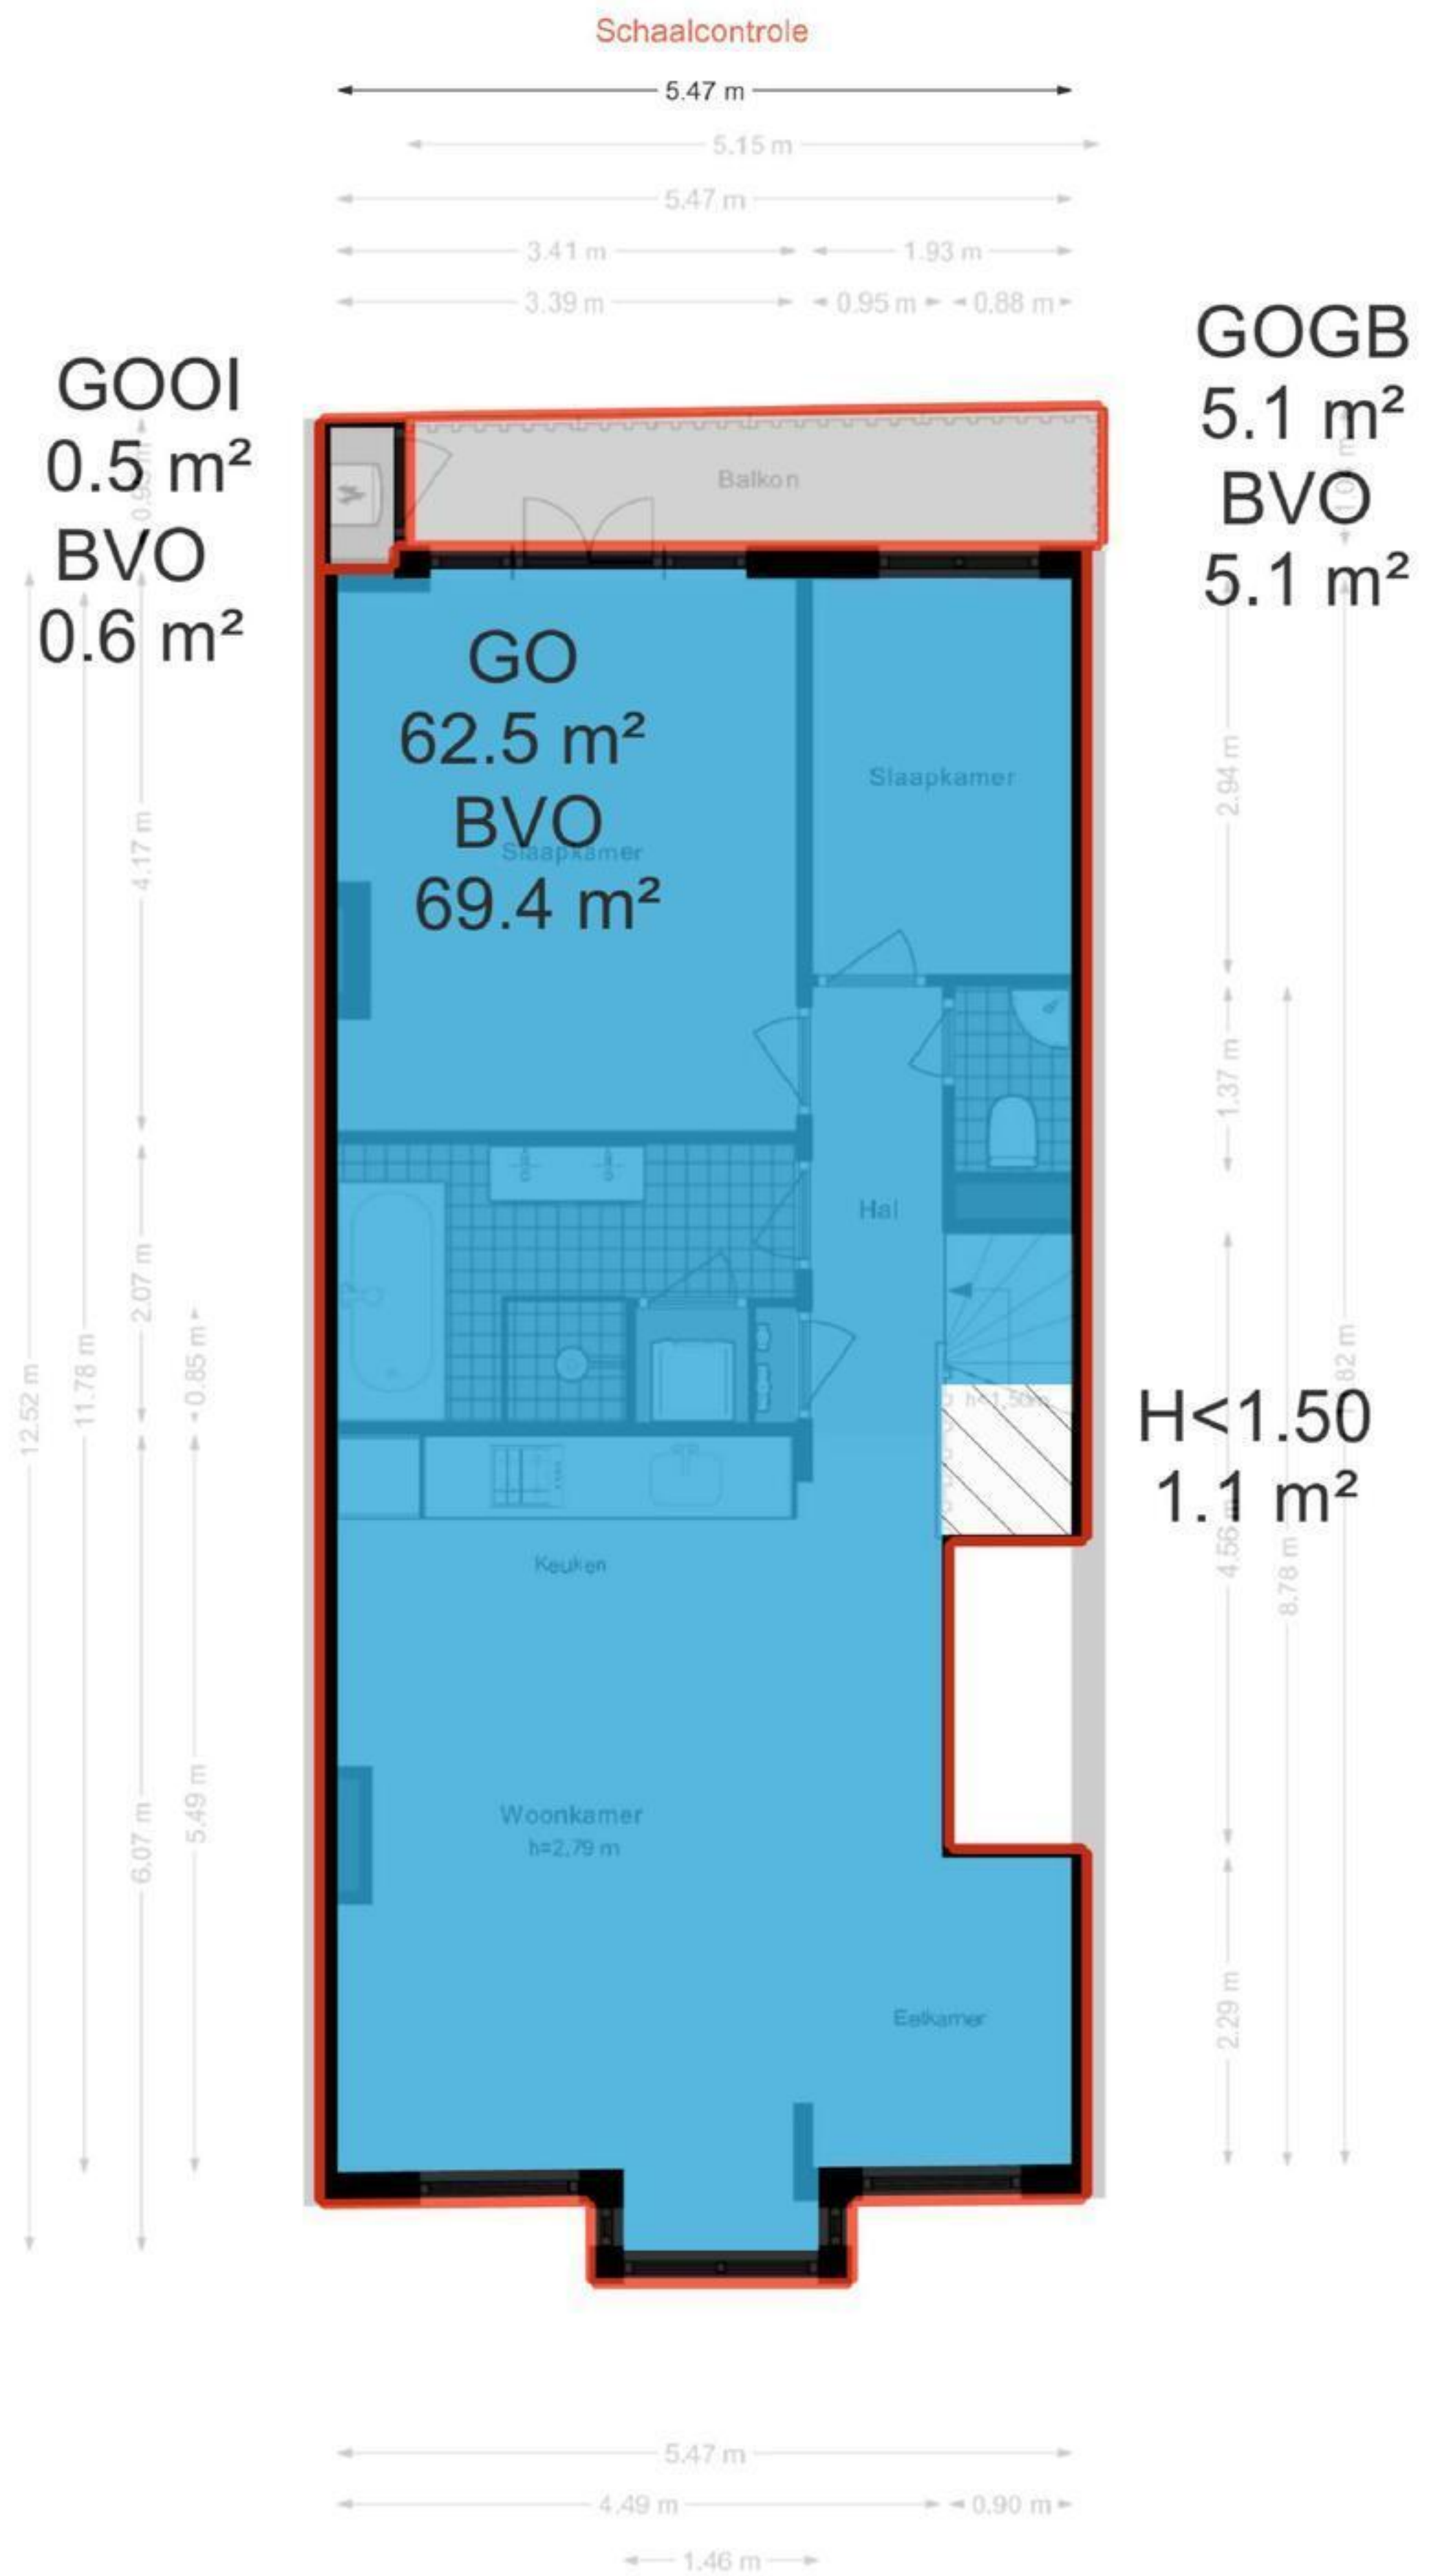 Schaalcontrole
5.47 m
5.15 m
5.47 m
3.41 m
1.93 m
3.39 m
0.95 m
0.88 m
GOOI
0.5 m²
BVO
0.6 m²
GOGB
5.1 m²
BVO
5.1 m²
Balkon
GO
62.5 m²
BVO
69.4 m²
Slaapkamer
Slaapkamer
Hal
h<1,50m
H<1.50
1.1 m²
Keuken
Woonkamer
h=2.79 m
Eetkamer
12.52 m
11.78 m
4.17 m
2.07 m
0.85 m
6.07 m
5.49 m
2.94 m
1.37 m
4.56 m
8.78 m
2.29 m
5.47 m
4.49 m
0.90 m
1.46 m